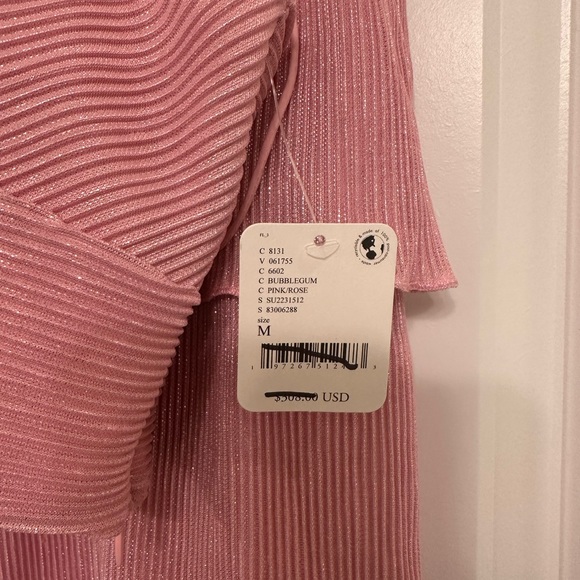 C 8131
V 061755
C 6602
C BUBBLEGUM
C PINK/ROSE
S SU2231512
S 83006288
size
M
$308.00 USD